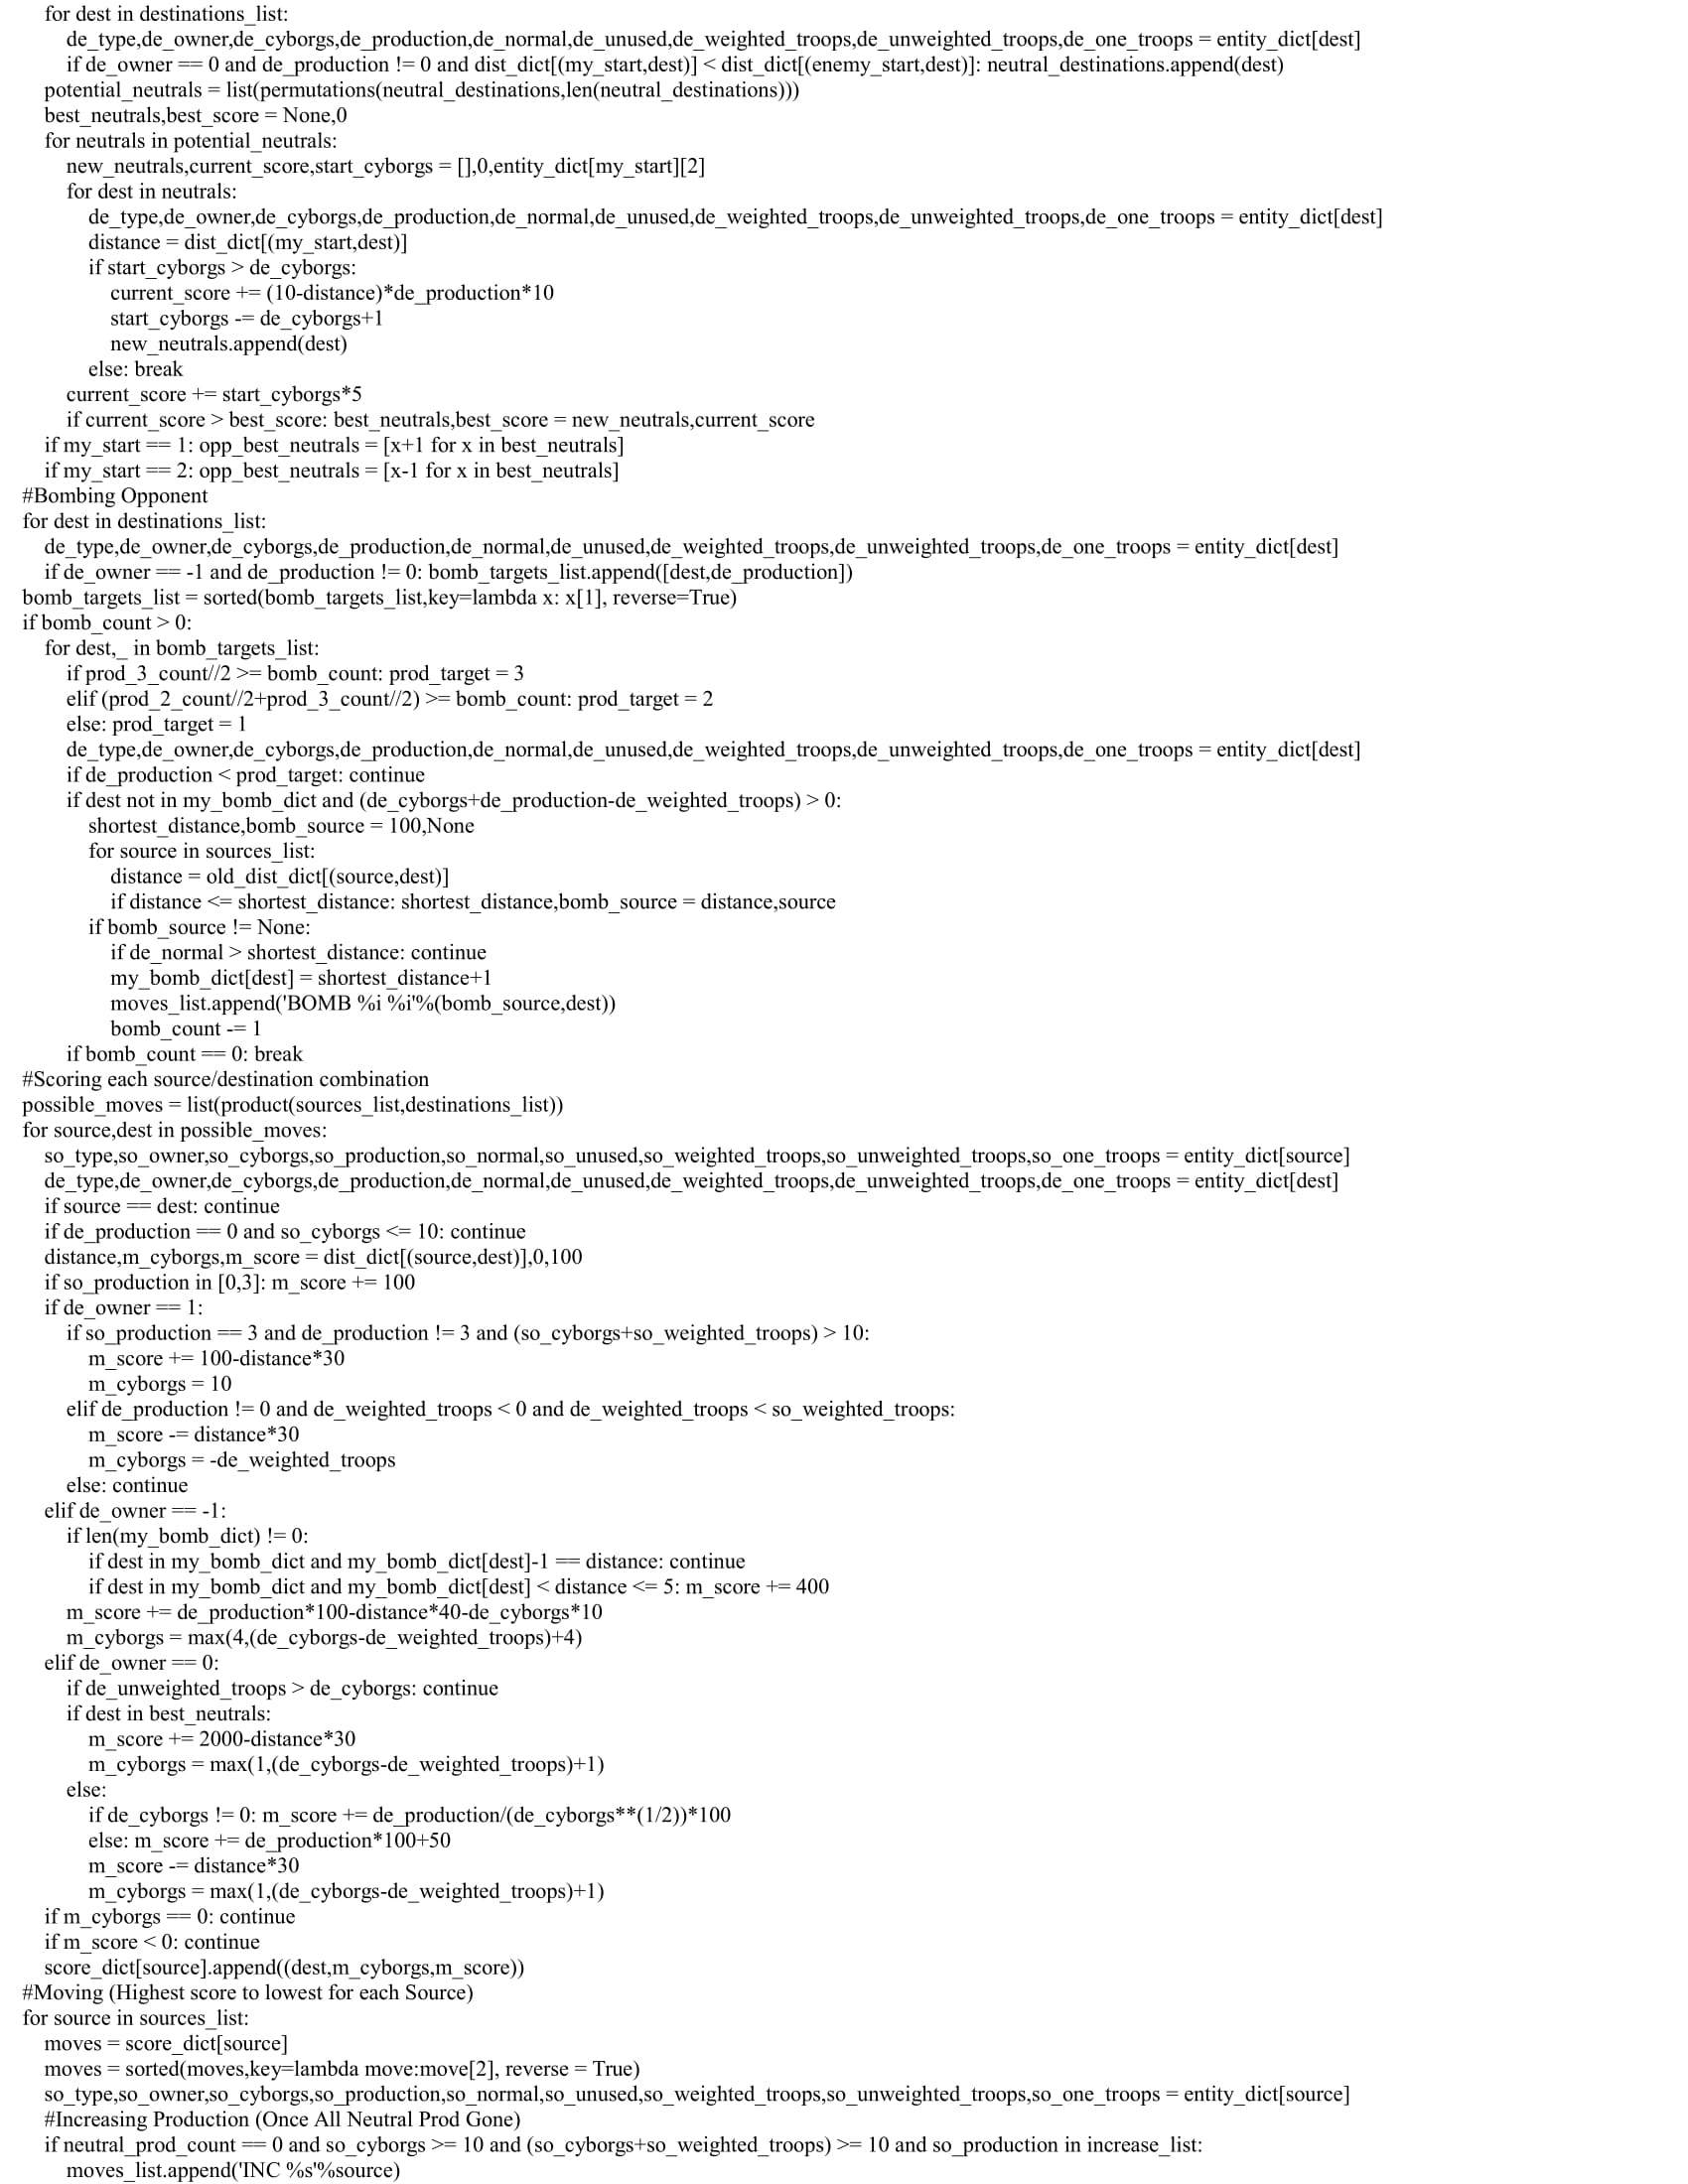 for dest in destinations_list:
de_type,de_owner,de_cyborgs,de_production,de_normal,de_unused,de_weighted_troops,de_unweighted_troops,de_one_troops = entity_dict[dest]
if de_owner == 0 and de_production != 0 and dist_dict[(my_start,dest)] < dist_dict[(enemy_start,dest)]: neutral_destinations.append(dest)
potential_neutrals = list(permutations(neutral_destinations,len(neutral_destinations)))
best_neutrals,best_score = None,0
for neutrals in potential_neutrals:
new_neutrals,current_score,start_cyborgs = [],0,entity_dict[my_start][2]
for dest in neutrals:
de_type,de_owner,de_cyborgs,de_production,de_normal,de_unused,de_weighted_troops,de_unweighted_troops,de_one_troops = entity_dict[dest]
distance = dist_dict[(my_start,dest)]
if start_cyborgs > de_cyborgs:
current_score += (10-distance)*de_production*10
start_cyborgs -= de_cyborgs+1
new_neutrals.append(dest)
else: break
current_score += start_cyborgs*5
if current_score > best_score: best_neutrals,best_score = new_neutrals,current_score
if my_start == 1: opp_best_neutrals = [x+1 for x in best_neutrals]
if my_start == 2: opp_best_neutrals = [x-1 for x in best_neutrals]
#Bombing Opponent
for dest in destinations_list:
de_type,de_owner,de_cyborgs,de_production,de_normal,de_unused,de_weighted_troops,de_unweighted_troops,de_one_troops = entity_dict[dest]
if de_owner == -1 and de_production != 0: bomb_targets_list.append([dest,de_production])
bomb_targets_list = sorted(bomb_targets_list,key=lambda x: x[1], reverse=True)
if bomb_count > 0:
for dest,_ in bomb_targets_list:
if prod_3_count//2 >= bomb_count: prod_target = 3
elif (prod_2_count//2+prod_3_count//2) >= bomb_count: prod_target = 2
else: prod_target = 1
de_type,de_owner,de_cyborgs,de_production,de_normal,de_unused,de_weighted_troops,de_unweighted_troops,de_one_troops = entity_dict[dest]
if de_production < prod_target: continue
if dest not in my_bomb_dict and (de_cyborgs+de_production-de_weighted_troops) > 0:
shortest_distance,bomb_source = 100,None
for source in sources_list:
distance = old_dist_dict[(source,dest)]
if distance <= shortest_distance: shortest_distance,bomb_source = distance,source
if bomb_source != None:
if de_normal > shortest_distance: continue
my_bomb_dict[dest] = shortest_distance+1
moves_list.append('BOMB %i %i'%(bomb_source,dest))
bomb_count -= 1
if bomb_count == 0: break
#Scoring each source/destination combination
possible_moves = list(product(sources_list,destinations_list))
for source,dest in possible_moves:
so_type,so_owner,so_cyborgs,so_production,so_normal,so_unused,so_weighted_troops,so_unweighted_troops,so_one_troops = entity_dict[source]
de_type,de_owner,de_cyborgs,de_production,de_normal,de_unused,de_weighted_troops,de_unweighted_troops,de_one_troops = entity_dict[dest]
if source == dest: continue
if de_production == 0 and so_cyborgs <= 10: continue
distance,m_cyborgs,m_score = dist_dict[(source,dest)],0,100
if so_production in [0,3]: m_score += 100
if de_owner == 1:
if so_production == 3 and de_production != 3 and (so_cyborgs+so_weighted_troops) > 10:
m_score += 100-distance*30
m_cyborgs = 10
elif de_production != 0 and de_weighted_troops < 0 and de_weighted_troops < so_weighted_troops:
m_score -= distance*30
m_cyborgs = -de_weighted_troops
else: continue
elif de_owner == -1:
if len(my_bomb_dict) != 0:
if dest in my_bomb_dict and my_bomb_dict[dest]-1 == distance: continue
if dest in my_bomb_dict and my_bomb_dict[dest] < distance <= 5: m_score += 400
m_score += de_production*100-distance*40-de_cyborgs*10
m_cyborgs = max(4,(de_cyborgs-de_weighted_troops)+4)
elif de_owner == 0:
if de_unweighted_troops > de_cyborgs: continue
if dest in best_neutrals:
m_score += 2000-distance*30
m_cyborgs = max(1,(de_cyborgs-de_weighted_troops)+1)
else:
if de_cyborgs != 0: m_score += de_production/(de_cyborgs**(1/2))*100
else: m_score += de_production*100+50
m_score -= distance*30
m_cyborgs = max(1,(de_cyborgs-de_weighted_troops)+1)
if m_cyborgs == 0: continue
if m_score < 0: continue
score_dict[source].append((dest,m_cyborgs,m_score))
#Moving (Highest score to lowest for each Source)
for source in sources_list:
moves = score_dict[source]
moves = sorted(moves,key=lambda move:move[2], reverse = True)
so_type,so_owner,so_cyborgs,so_production,so_normal,so_unused,so_weighted_troops,so_unweighted_troops,so_one_troops = entity_dict[source]
#Increasing Production (Once All Neutral Prod Gone)
if neutral_prod_count == 0 and so_cyborgs >= 10 and (so_cyborgs+so_weighted_troops) >= 10 and so_production in increase_list:
moves_list.append('INC %s'%source)